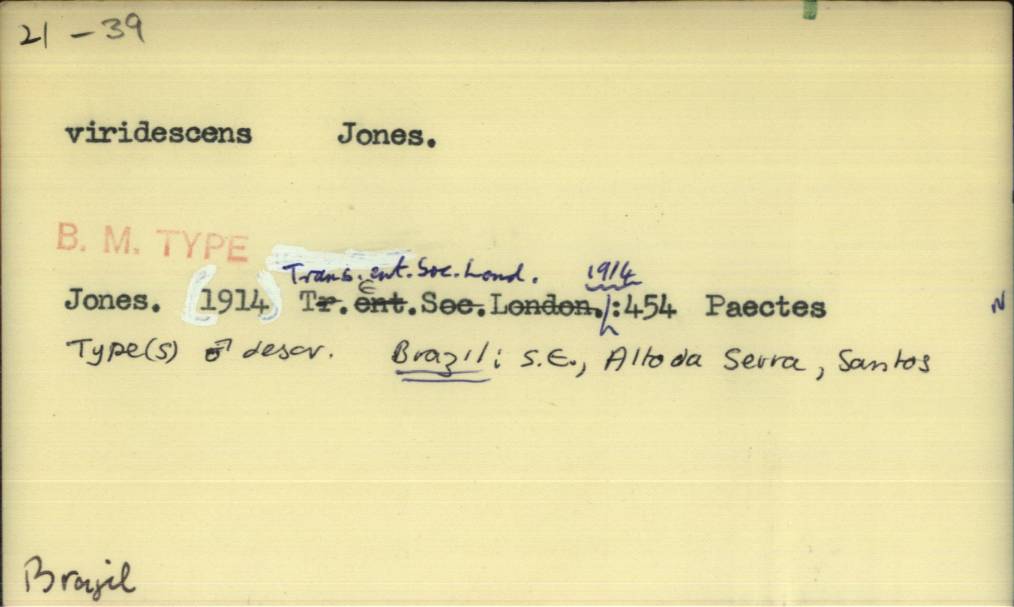 21 - 39
viridescens Jones.
B. M. TYPE
Trans. ent. Soc. Lond. 1914
Jones. (1914) Tr. Ent. Soc. London. :454 Paectes N
Type(s) ♂ descr. Brazil: S.E., Alto da Serra, Santos
Brazil